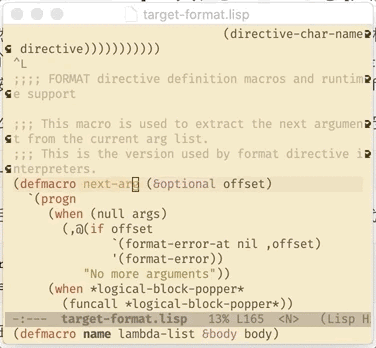 target-format.lisp
(directive-char-name
directive)))))))))))
^L
;;;; FORMAT directive definition macros and runtim
e support
;;; This macro is used to extract the next argumen
t from the current arg list.
;;; This is the version used by format directive i
nterpreters.
(defmacro next-arg (&optional offset)
`(progn
(when (null args)
(,@(if offset
`(format-error-at nil ,offset)
'(format-error))
"No more arguments"))
(when *logical-block-popper*
(funcall *logical-block-popper*))
-:--- target-format.lisp 13% L165 <N> (Lisp H
(defmacro name lambda-list &body body)